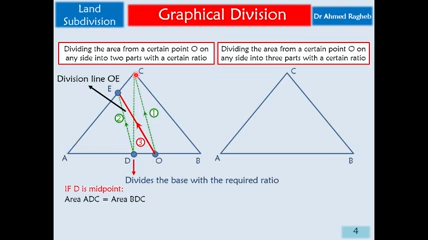 Land
Subdivision
Graphical Division
Dr Ahmed Ragheb
Dividing the area from a certain point O on
any side into two parts with a certain ratio
Dividing the area from a certain point O on
any side into three parts with a certain ratio
Division line OE
C
E
1
2
3
A
D
O
B
C
A
B
Divides the base with the required ratio
IF D is midpoint:
Area ADC = Area BDC
4